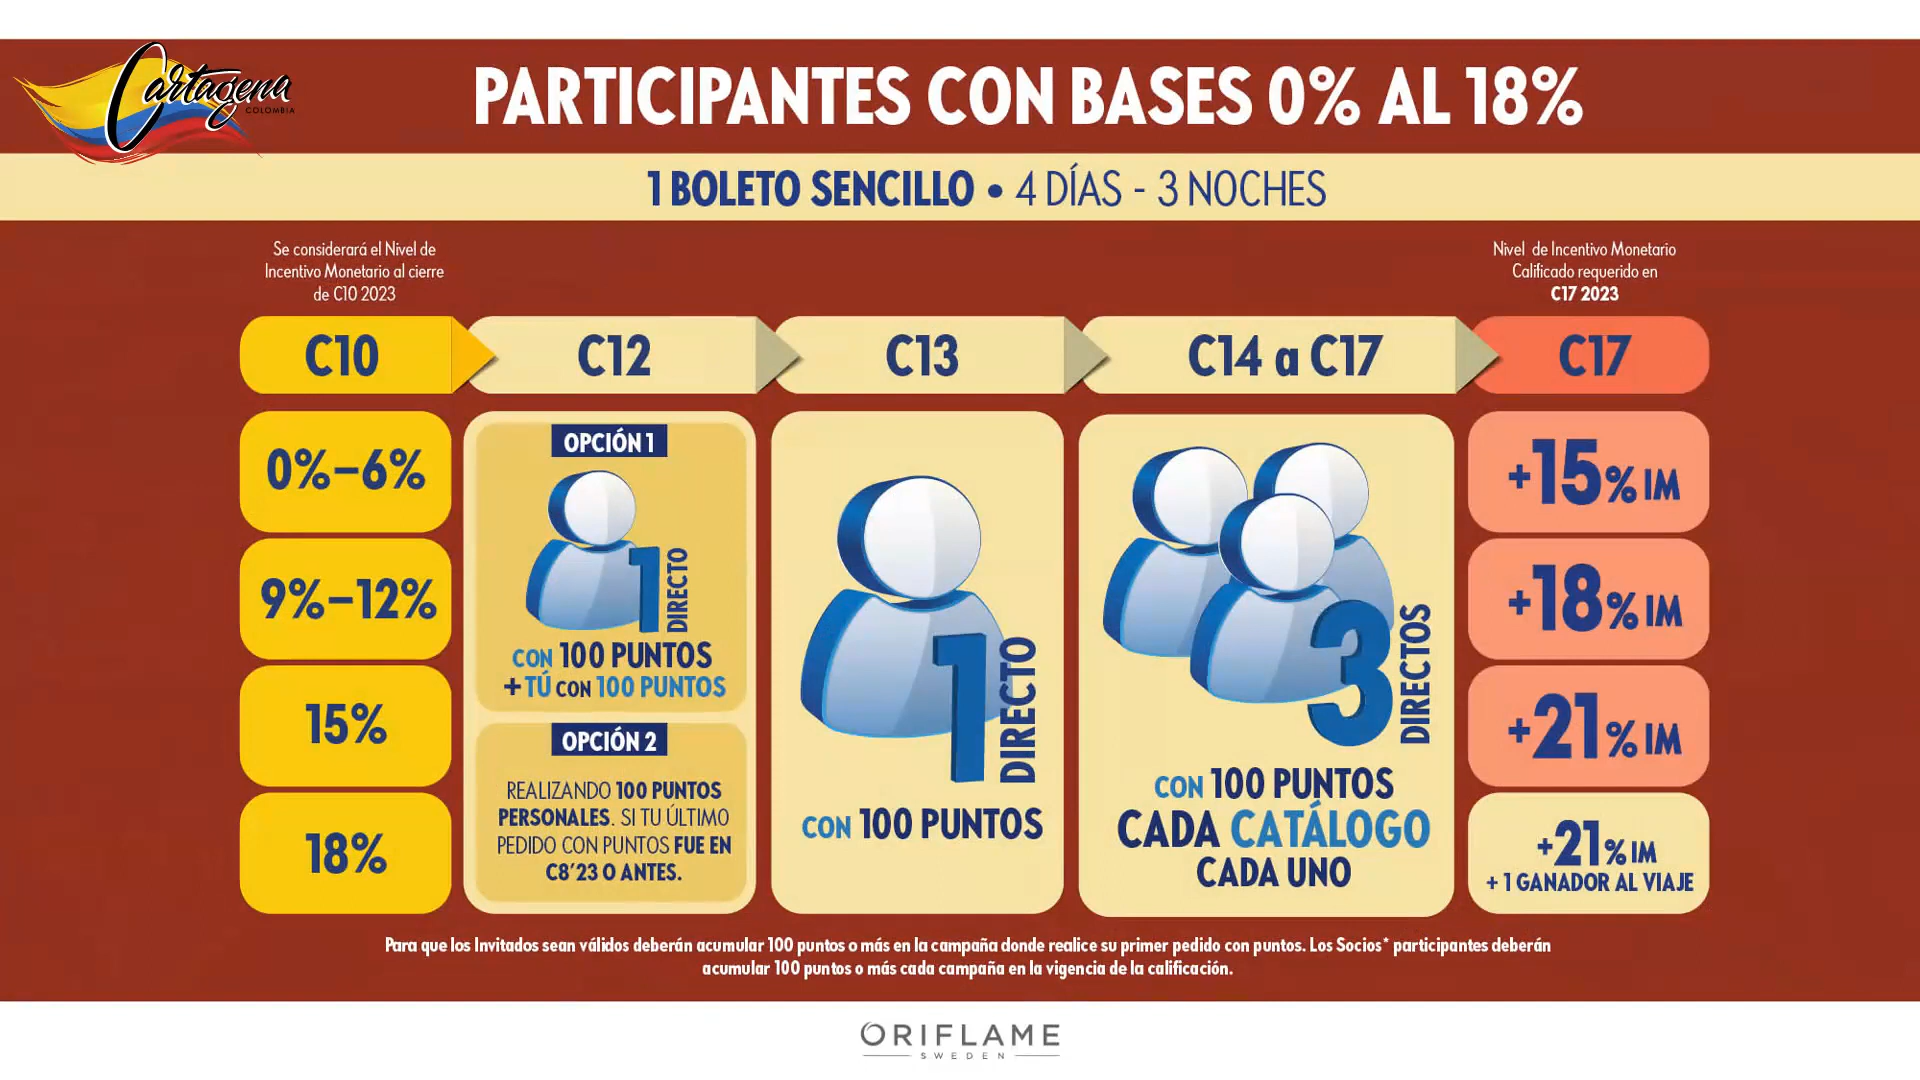 Cartagena
COLOMBIA
PARTICIPANTES CON BASES 0% AL 18%
1 BOLETO SENCILLO • 4 DÍAS - 3 NOCHES
Se considerará el Nivel de
Incentivo Monetario al cierre
de C10 2023
Nivel de Incentivo Monetario
Calificado requerido en
C17 2023
C10
C12
C13
C14 a C17
C17
0%–6%
9%–12%
15%
18%
OPCIÓN 1
1 DIRECTO
CON 100 PUNTOS
+ TÚ CON 100 PUNTOS
OPCIÓN 2
REALIZANDO 100 PUNTOS
PERSONALES. SI TU ÚLTIMO
PEDIDO CON PUNTOS FUE EN
C8'23 O ANTES.
1 DIRECTO
CON 100 PUNTOS
3 DIRECTOS
CON 100 PUNTOS
CADA CATÁLOGO
CADA UNO
+15% IM
+18% IM
+21% IM
+21% IM
+ 1 GANADOR AL VIAJE
Para que los Invitados sean válidos deberán acumular 100 puntos o más en la campaña donde realice su primer pedido con puntos. Los Socios* participantes deberán
acumular 100 puntos o más cada campaña en la vigencia de la calificación.
ORIFLAME
SWEDEN